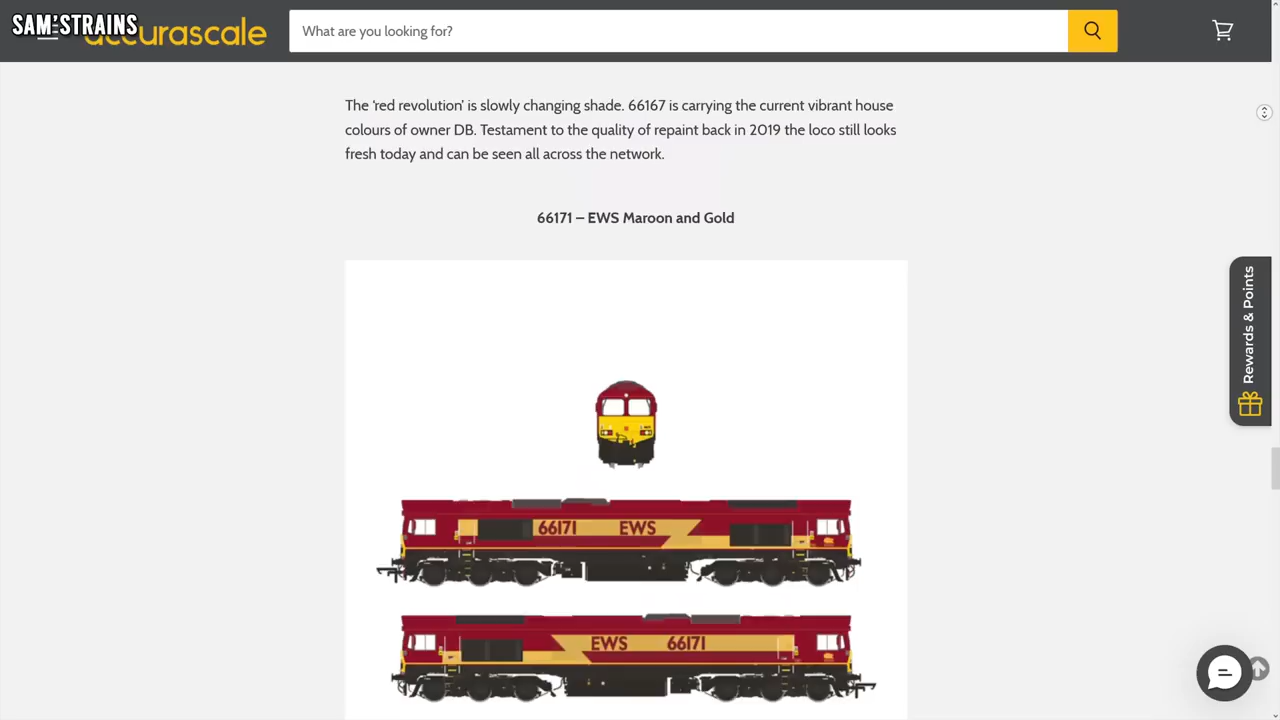 SAM'STRAINS
accurascale
What are you looking for?
The ‘red revolution’ is slowly changing shade. 66167 is carrying the current vibrant house
colours of owner DB. Testament to the quality of repaint back in 2019 the loco still looks
fresh today and can be seen all across the network.
66171 – EWS Maroon and Gold
Rewards & Points
66171 EWS
EWS 66171